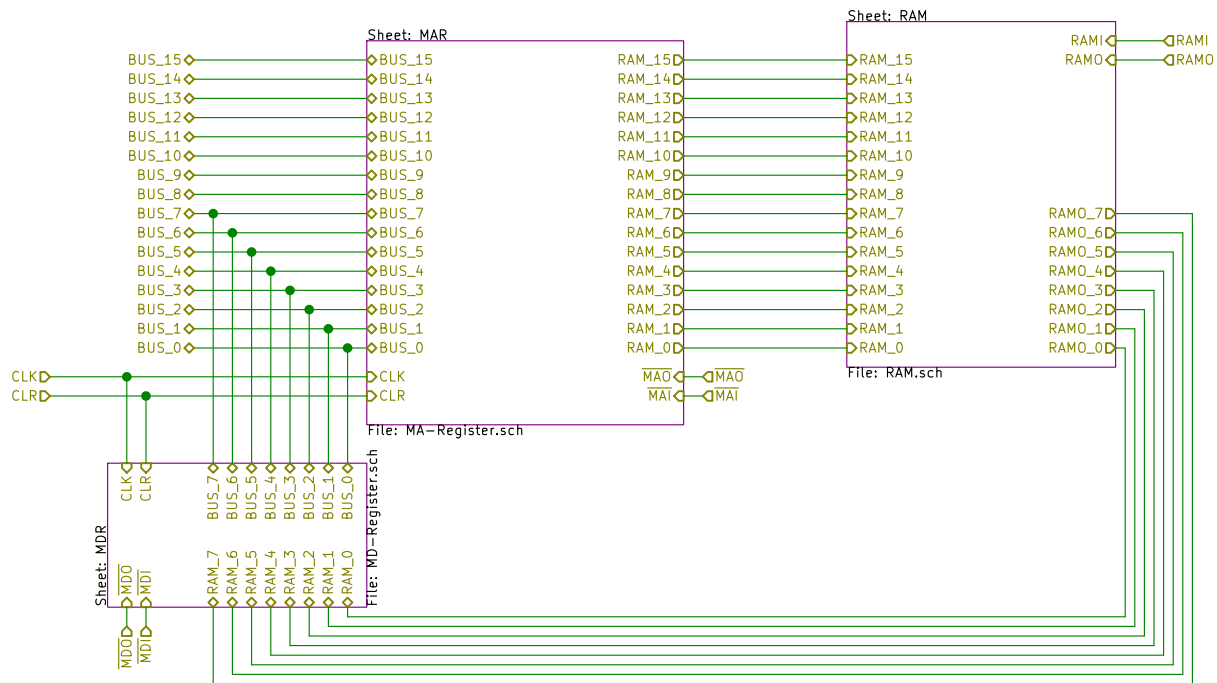 Sheet: MAR
Sheet: RAM
RAMI RAMI
BUS_15 BUS_15 RAM_15 RAM_15 RAMO RAMO
BUS_14 BUS_14 RAM_14 RAM_14
BUS_13 BUS_13 RAM_13 RAM_13
BUS_12 BUS_12 RAM_12 RAM_12
BUS_11 BUS_11 RAM_11 RAM_11
BUS_10 BUS_10 RAM_10 RAM_10
BUS_9 BUS_9 RAM_9 RAM_9
BUS_8 BUS_8 RAM_8 RAM_8
BUS_7 BUS_7 RAM_7 RAM_7 RAMO_7
BUS_6 BUS_6 RAM_6 RAM_6 RAMO_6
BUS_5 BUS_5 RAM_5 RAM_5 RAMO_5
BUS_4 BUS_4 RAM_4 RAM_4 RAMO_4
BUS_3 BUS_3 RAM_3 RAM_3 RAMO_3
BUS_2 BUS_2 RAM_2 RAM_2 RAMO_2
BUS_1 BUS_1 RAM_1 RAM_1 RAMO_1
BUS_0 BUS_0 RAM_0 RAM_0 RAMO_0
CLK CLK MAO MAO
File: RAM.sch
CLR CLR MAI MAI
File: MA-Register.sch
Sheet: MDR
CLK CLR BUS_7 BUS_6 BUS_5 BUS_4 BUS_3 BUS_2 BUS_1 BUS_0
MDO MDI RAM_7 RAM_6 RAM_5 RAM_4 RAM_3 RAM_2 RAM_1 RAM_0
File: MD-Register.sch
MDO MDI